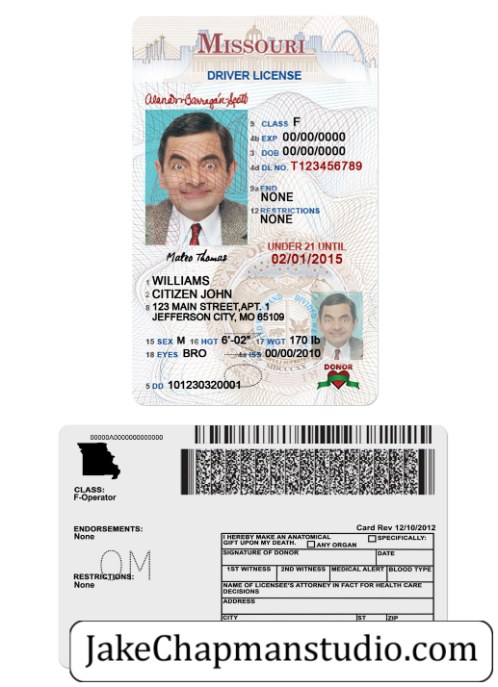 MISSOURI
DRIVER LICENSE
Alando Barragán-Spotts
9 CLASS F
4b EXP 00/00/0000
3 DOB 00/00/0000
4d DL NO. T123456789
9a END
NONE
12 RESTRICTIONS
NONE
UNDER 21 UNTIL
02/01/2015
Mateo Thomas
1 WILLIAMS
2 CITIZEN JOHN
8 123 MAIN STREET,APT. 1
JEFFERSON CITY, MO 65109
15 SEX M 16 HGT 6'-02" 17 WGT 170 lb
18 EYES BRO 4a ISS 00/00/2010
DONOR
5 DD 101230320001
00000A0000000000000
CLASS:
F-Operator
Card Rev 12/10/2012
ENDORSEMENTS:
None
QM
RESTRICTIONS:
None
I HEREBY MAKE AN ANATOMICAL
GIFT UPON MY DEATH. ANY ORGAN SPECIFICALLY:
SIGNATURE OF DONOR DATE
1ST WITNESS 2ND WITNESS MEDICAL ALERT BLOOD TYPE
NAME OF LICENSEE'S ATTORNEY IN FACT FOR HEALTH CARE
DECISIONS
ADDRESS
CITY ST ZIP
JakeChapmanstudio.com